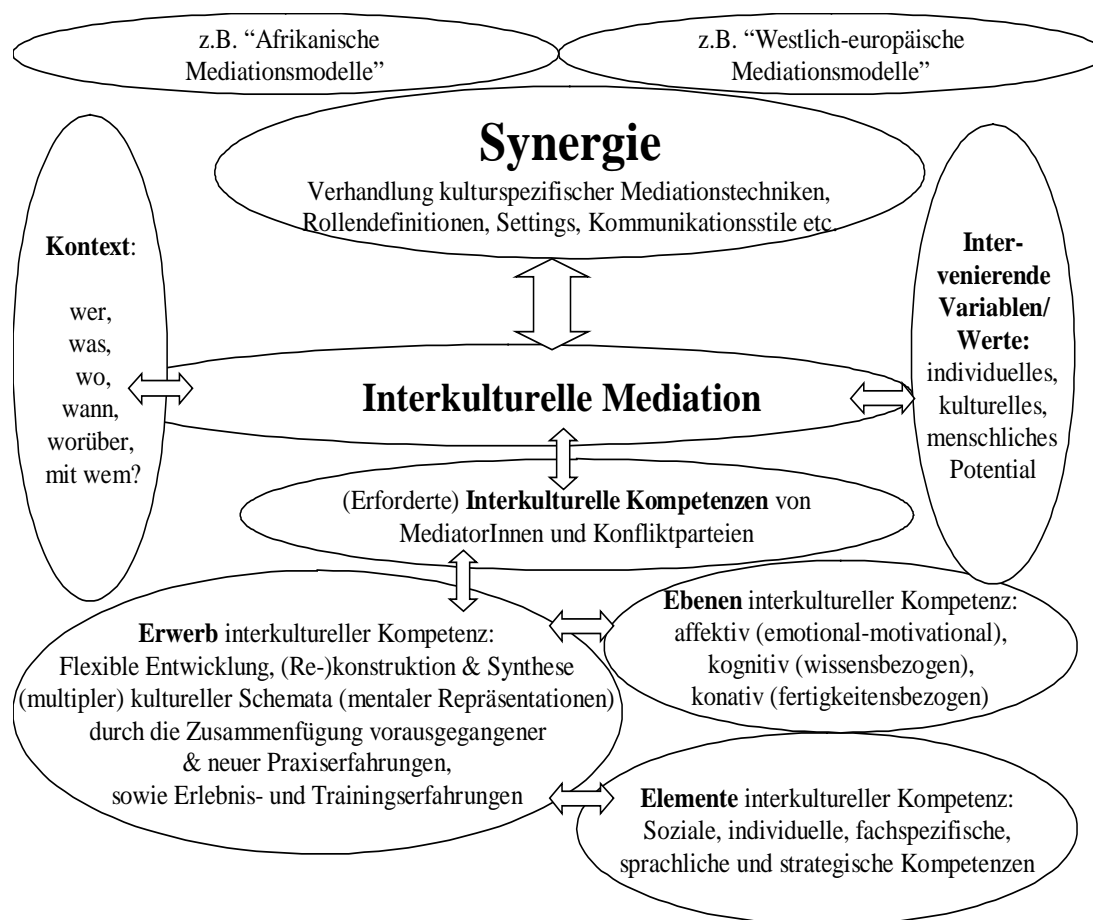 z.B. “Afrikanische
Mediationsmodelle”
z.B. “Westlich-europäische
Mediationsmodelle”
Synergie
Verhandlung kulturspezifischer Mediationstechniken,
Rollendefinitionen, Settings, Kommunikationsstile etc.
Kontext:
wer,
was,
wo,
wann,
worüber,
mit wem?
Inter-
venierende
Variablen/
Werte:
individuelles,
kulturelles,
menschliches
Potential
Interkulturelle Mediation
(Erforderte) Interkulturelle Kompetenzen von
MediatorInnen und Konfliktparteien
Erwerb interkultureller Kompetenz:
Flexible Entwicklung, (Re-)konstruktion & Synthese
(multipler) kultureller Schemata (mentaler Repräsentationen)
durch die Zusammenfügung vorausgegangener
& neuer Praxiserfahrungen,
sowie Erlebnis- und Trainingserfahrungen
Ebenen interkultureller Kompetenz:
affektiv (emotional-motivational),
kognitiv (wissensbezogen),
konativ (fertigkeitensbezogen)
Elemente interkultureller Kompetenz:
Soziale, individuelle, fachspezifische,
sprachliche und strategische Kompetenzen